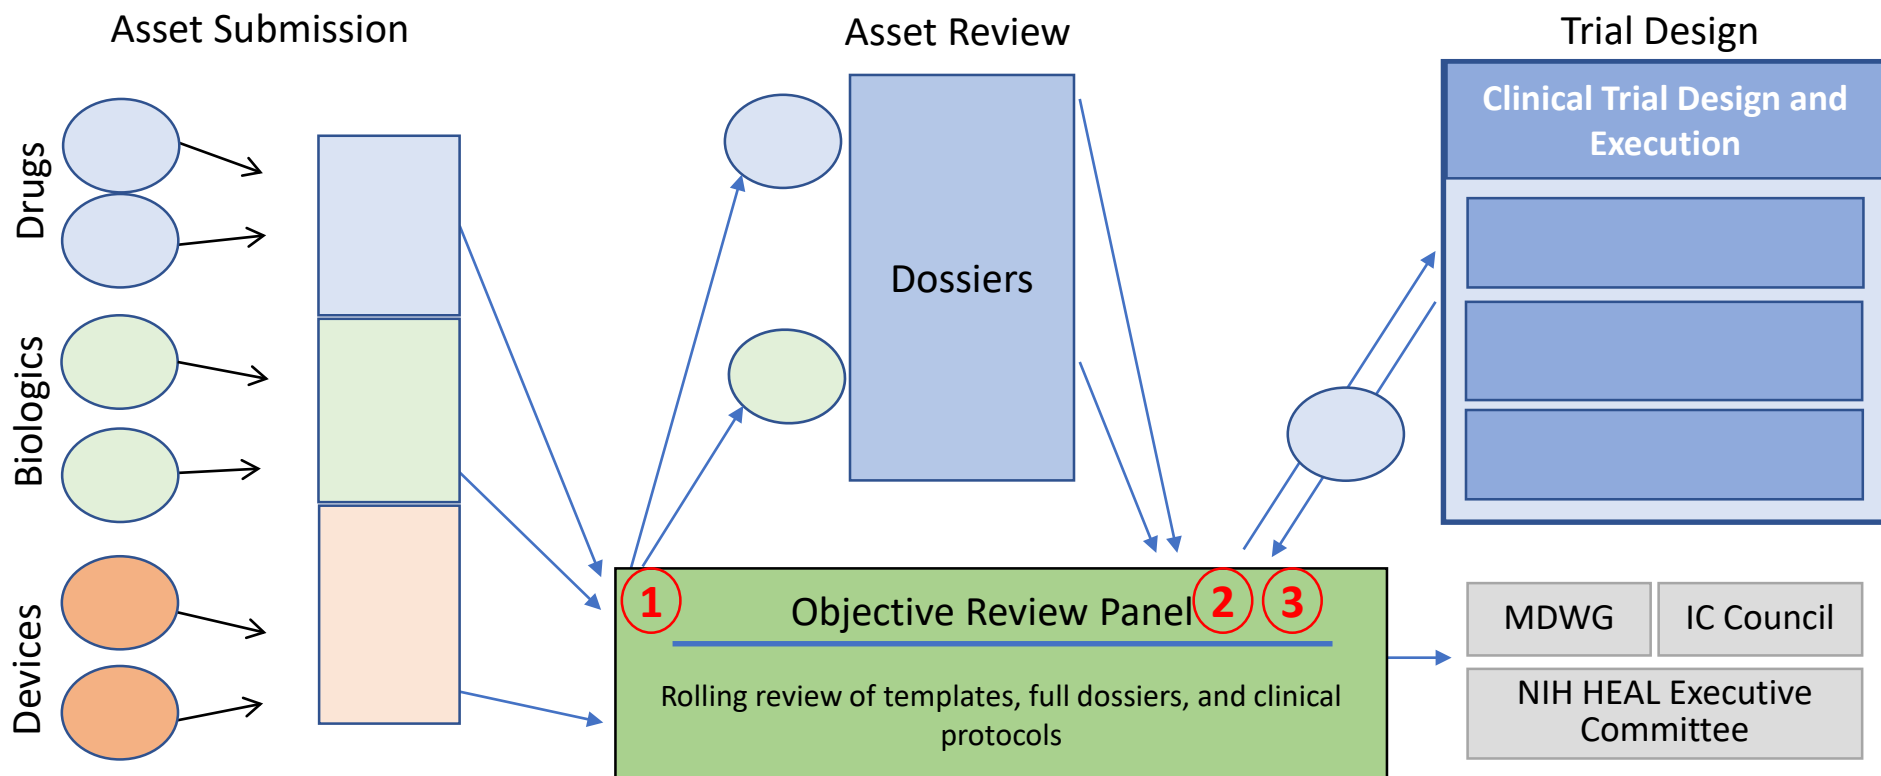 Asset Submission
Asset Review
Trial Design
Drugs
Biologics
Devices
Dossiers
Clinical Trial Design and
Execution
1
Objective Review Panel
2
3
Rolling review of templates, full dossiers, and clinical
protocols
MDWG
IC Council
NIH HEAL Executive
Committee